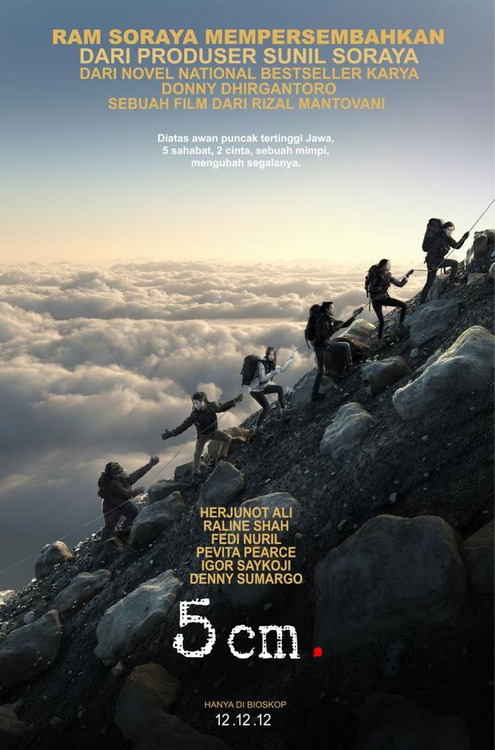 RAM SORAYA MEMPERSEMBAHKAN
DARI PRODUSER SUNIL SORAYA
DARI NOVEL NATIONAL BESTSELLER KARYA
DONNY DHIRGANTORO
SEBUAH FILM DARI RIZAL MANTOVANI
Diatas awan puncak tertinggi Jawa,
5 sahabat, 2 cinta, sebuah mimpi,
mengubah segalanya.
HERJUNOT ALI
RALINE SHAH
FEDI NURIL
PEVITA PEARCE
IGOR SAYKOJI
DENNY SUMARGO
5 cm.
HANYA DI BIOSKOP
12.12.12